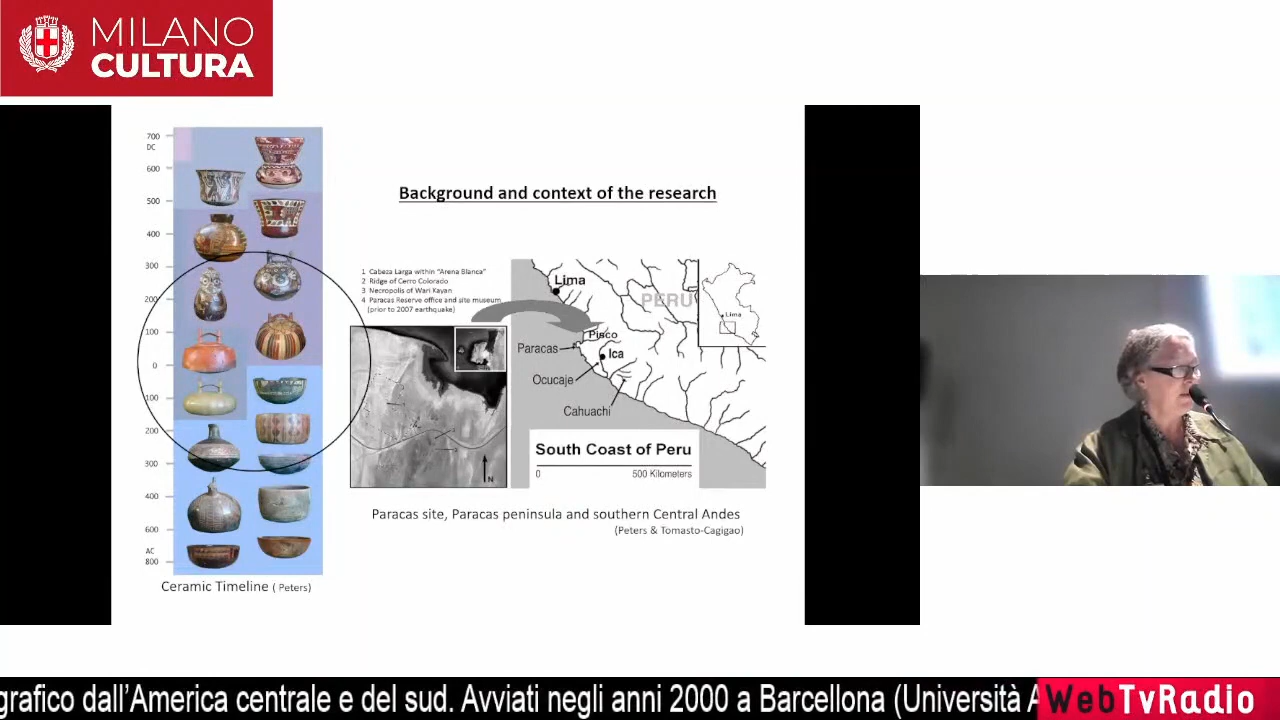 MILANO
CULTURA
700
DC
600
500
400
300
200
100
0
100
200
300
400
600
AC
800
Ceramic Timeline ( Peters)
Background and context of the research
1 Cabeza Larga within "Arena Blanca"
2 Ridge of Cerro Colorado
3 Necropolis of Wari Kayan
4 Paracas Reserve office and site museum
(prior to 2007 earthquake)
N
Lima
PERU
Lima
Pisco
Paracas
Ica
Ocucaje
Cahuachi
South Coast of Peru
0 500 Kilometers
Paracas site, Paracas peninsula and southern Central Andes
(Peters & Tomasto-Cagigao)
grafico dall'America centrale e del sud. Avviati negli anni 2000 a Barcellona (Università A
WebTvRadio